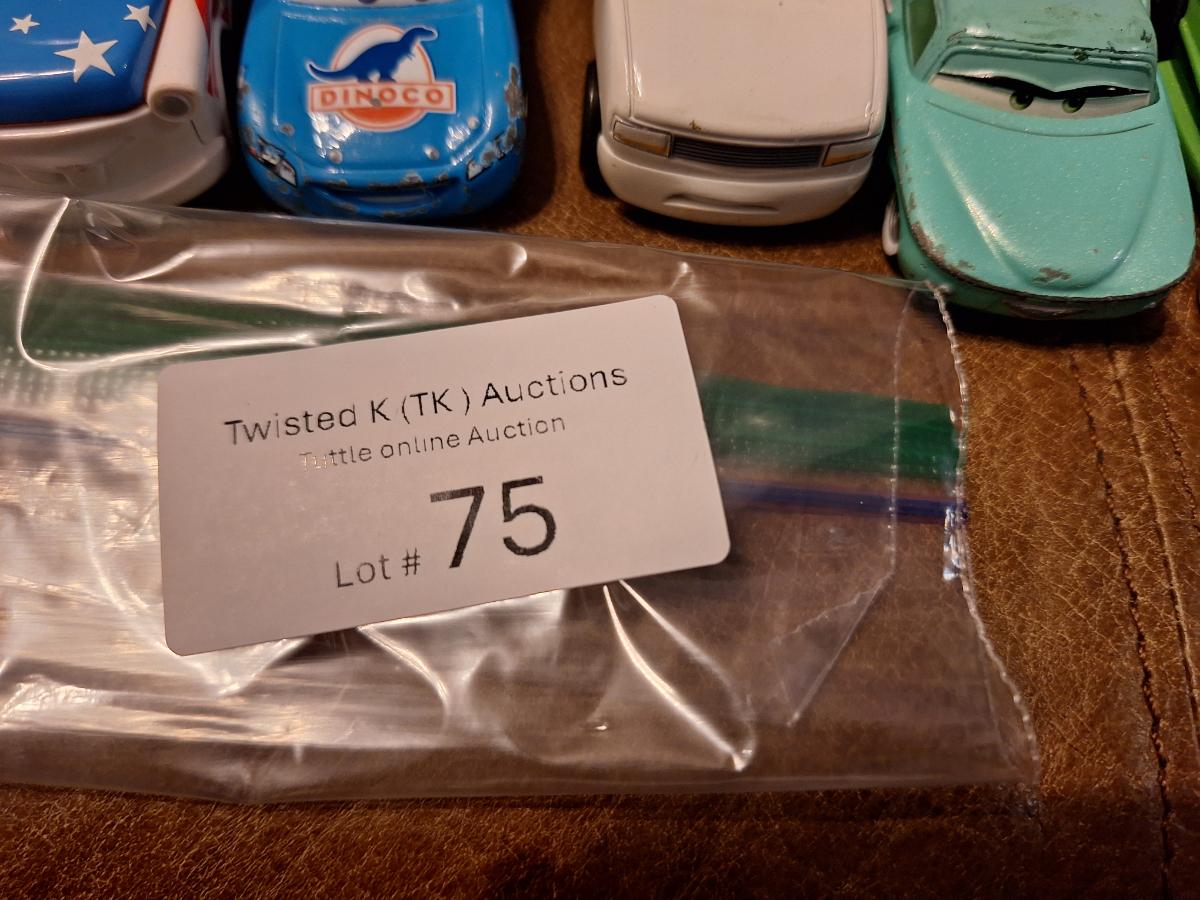 DINOCO
Twisted K (TK ) Auctions
Tuttle online Auction
Lot # 75